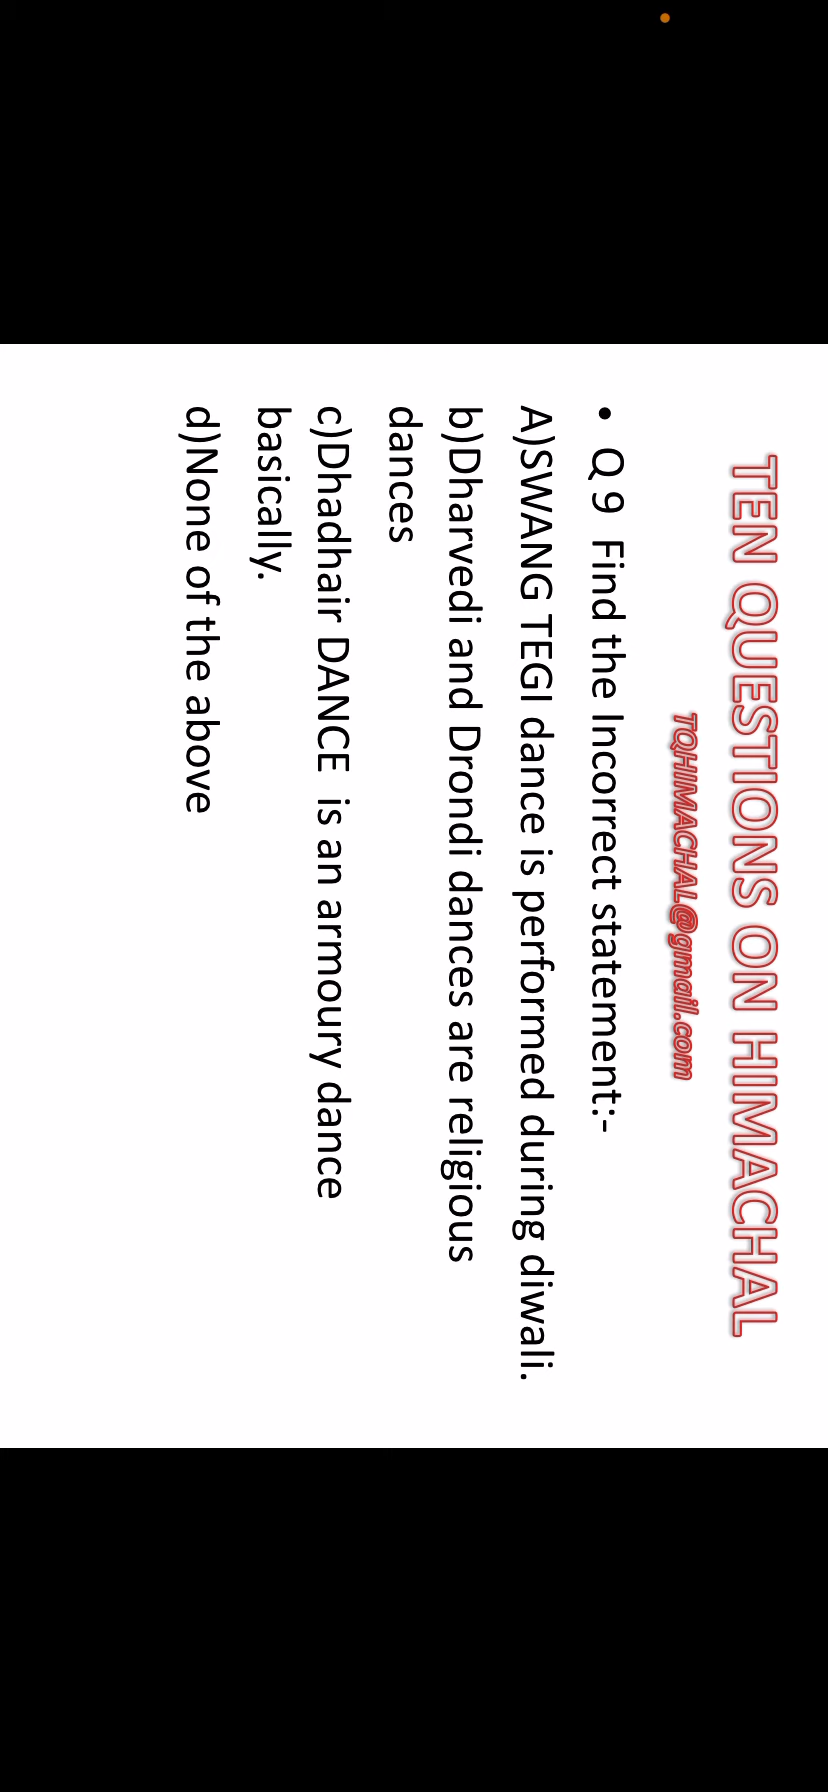 TEN QUESTIONS ON HIMACHAL
TQHIMACHAL@gmail.com
• Q 9 Find the Incorrect statement:-
A)SWANG TEGI dance is performed during diwali.
b)Dharvedi and Drondi dances are religious
dances
c)Dhadhair DANCE is an armoury dance
basically.
d)None of the above